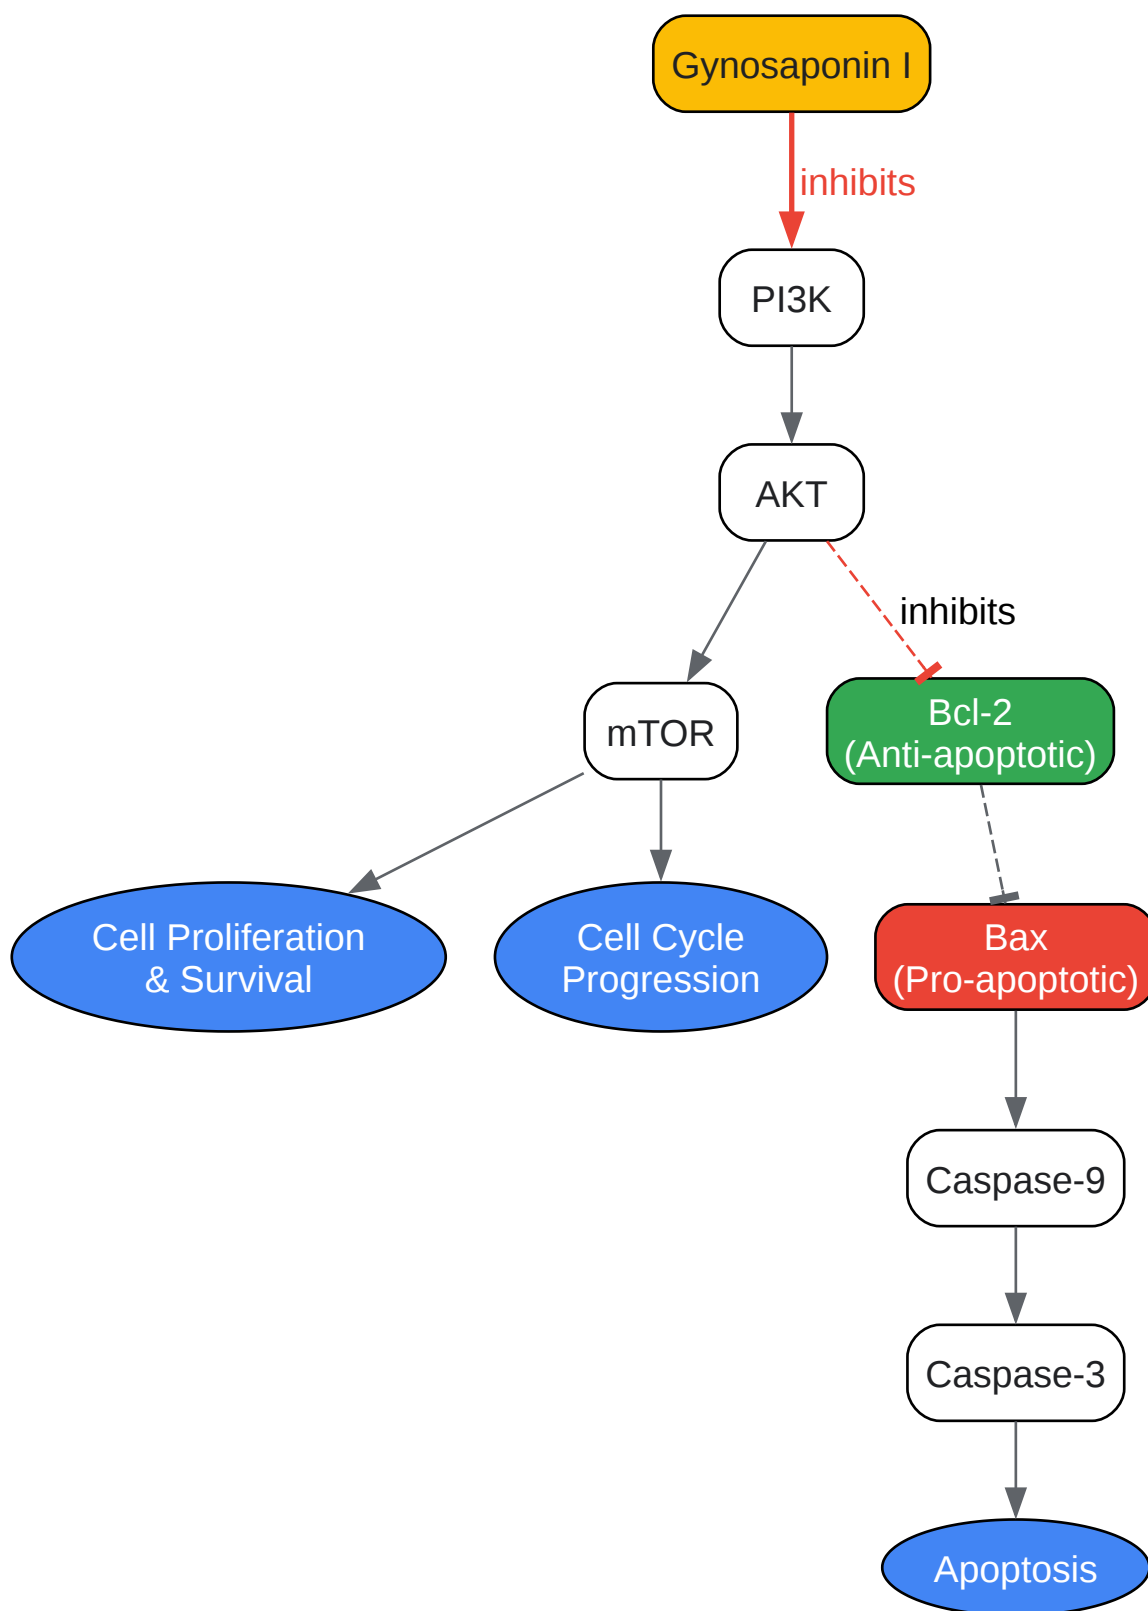 Gynosaponin I
inhibits
PI3K
AKT
inhibits
Bcl-2
(Anti-apoptotic)
mTOR
Cell Proliferation
& Survival
Cell Cycle
Progression
Bax
(Pro-apoptotic)
Caspase-9
Caspase-3
Apoptosis